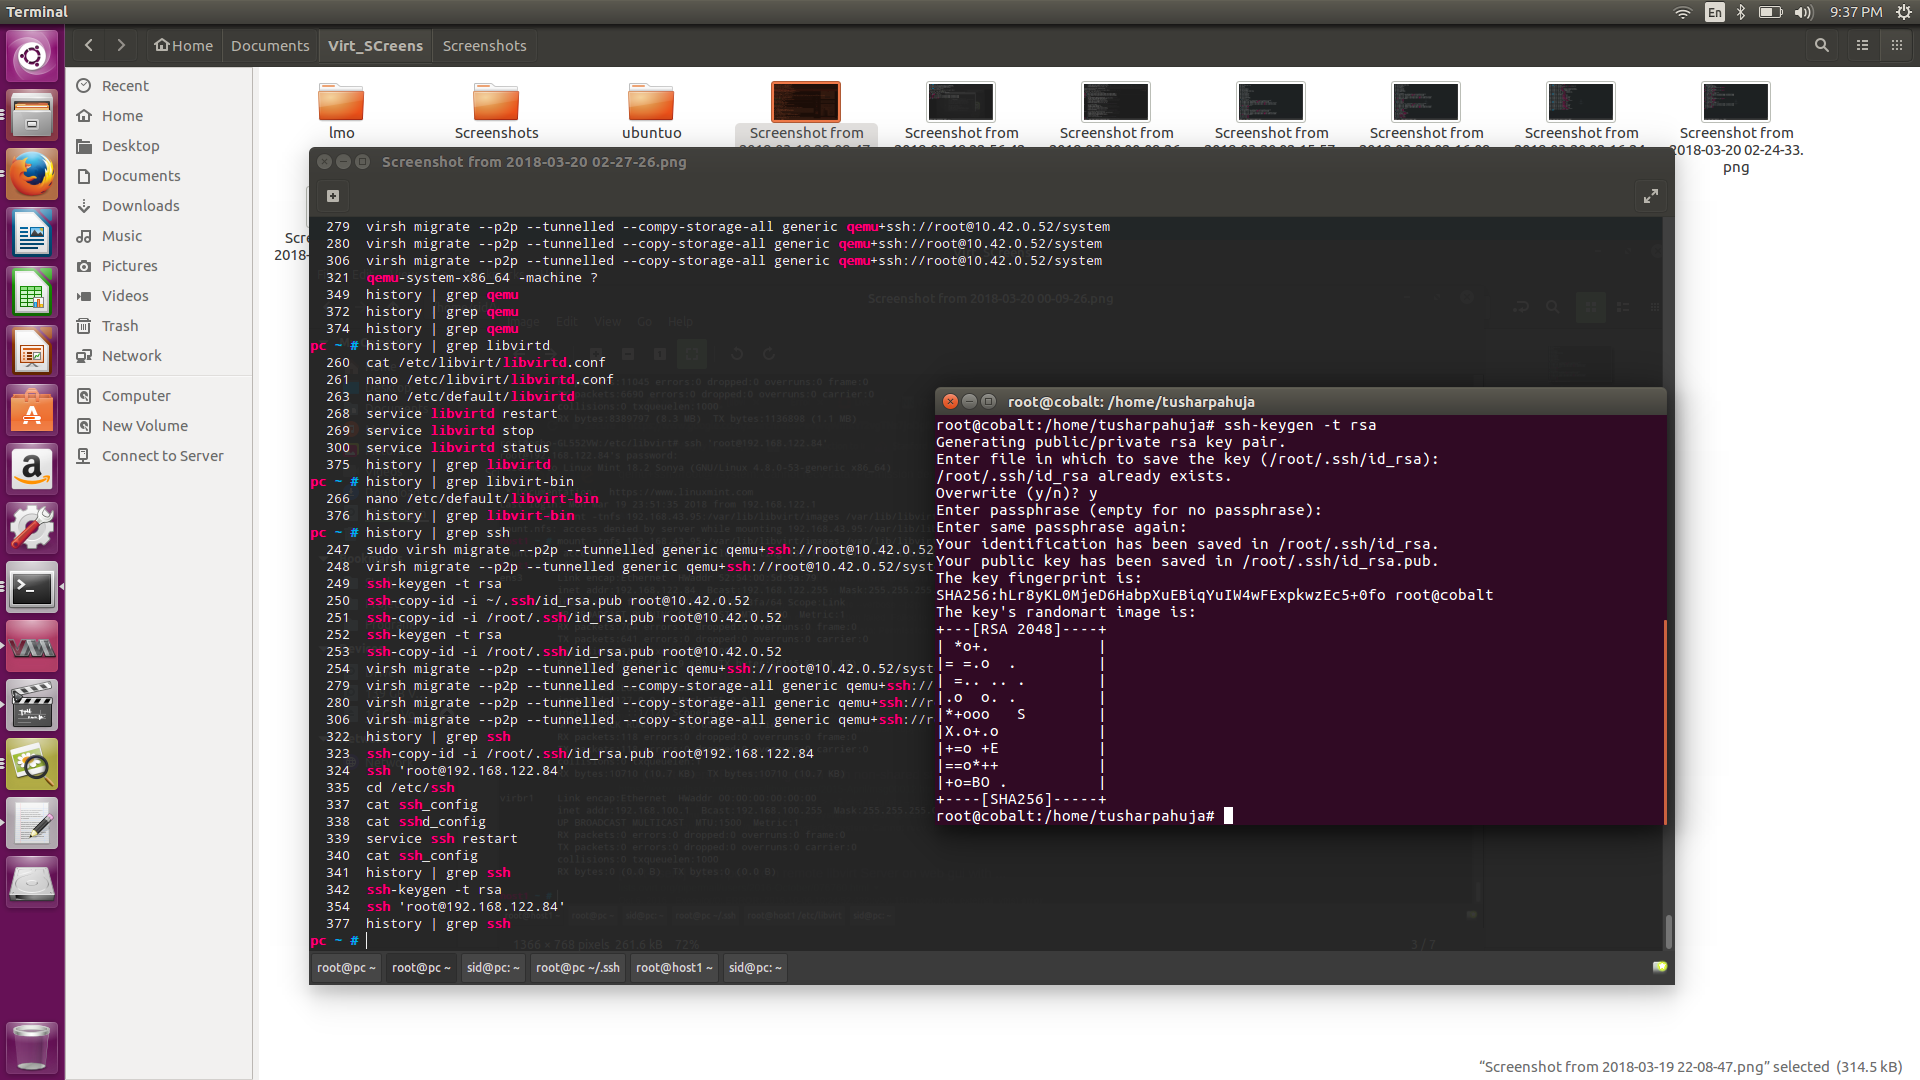 Terminal
En
9:37 PM
Home
Documents
Virt_SCreens
Screenshots
Recent
Home
Desktop
Documents
Downloads
Music
Pictures
Videos
Trash
Network
Computer
New Volume
Connect to Server
lmo
Screenshots
ubuntuo
Screenshot from
Screenshot from
Screenshot from
Screenshot from
Screenshot from
Screenshot from
Screenshot from
2018-03-20 02-24-33.
png
Screenshot from 2018-03-20 02-27-26.png
279 virsh migrate --p2p --tunnelled --compy-storage-all generic qemu+ssh://root@10.42.0.52/system
280 virsh migrate --p2p --tunnelled --copy-storage-all generic qemu+ssh://root@10.42.0.52/system
306 virsh migrate --p2p --tunnelled --copy-storage-all generic qemu+ssh://root@10.42.0.52/system
321 qemu-system-x86_64 -machine ?
349 history | grep qemu
372 history | grep qemu
374 history | grep qemu
pc ~ # history | grep libvirtd
260 cat /etc/libvirt/libvirtd.conf
261 nano /etc/libvirt/libvirtd.conf
263 nano /etc/default/libvirtd
268 service libvirtd restart
269 service libvirtd stop
300 service libvirtd status
375 history | grep libvirtd
pc ~ # history | grep libvirt-bin
266 nano /etc/default/libvirt-bin
376 history | grep libvirt-bin
pc ~ # history | grep ssh
247 sudo virsh migrate --p2p --tunnelled generic qemu+ssh://root@10.42.0.52
248 virsh migrate --p2p --tunnelled generic qemu+ssh://root@10.42.0.52/syst
249 ssh-keygen -t rsa
250 ssh-copy-id -i ~/.ssh/id_rsa.pub root@10.42.0.52
251 ssh-copy-id -i /root/.ssh/id_rsa.pub root@10.42.0.52
252 ssh-keygen -t rsa
253 ssh-copy-id -i /root/.ssh/id_rsa.pub root@10.42.0.52
254 virsh migrate --p2p --tunnelled generic qemu+ssh://root@10.42.0.52/syst
279 virsh migrate --p2p --tunnelled --compy-storage-all generic qemu+ssh://
280 virsh migrate --p2p --tunnelled --copy-storage-all generic qemu+ssh://r
306 virsh migrate --p2p --tunnelled --copy-storage-all generic qemu+ssh://r
322 history | grep ssh
323 ssh-copy-id -i /root/.ssh/id_rsa.pub root@192.168.122.84
324 ssh 'root@192.168.122.84'
335 cd /etc/ssh
337 cat ssh_config
338 cat sshd_config
339 service ssh restart
340 cat ssh_config
341 history | grep ssh
342 ssh-keygen -t rsa
354 ssh 'root@192.168.122.84'
377 history | grep ssh
pc ~ #
root@pc ~
root@pc ~
sid@pc: ~
root@pc ~/.ssh
root@host1 ~
sid@pc: ~
root@cobalt: /home/tusharpahuja
root@cobalt:/home/tusharpahuja# ssh-keygen -t rsa
Generating public/private rsa key pair.
Enter file in which to save the key (/root/.ssh/id_rsa):
/root/.ssh/id_rsa already exists.
Overwrite (y/n)? y
Enter passphrase (empty for no passphrase):
Enter same passphrase again:
Your identification has been saved in /root/.ssh/id_rsa.
Your public key has been saved in /root/.ssh/id_rsa.pub.
The key fingerprint is:
SHA256:hLr8yKL0MjeD6HabpXuEBiqYuIW4wFExpkwzEc5+0fo root@cobalt
The key's randomart image is:
+---[RSA 2048]----+
| *o+.            |
|= =.o  .         |
| =.. .. .        |
|.o  o. .         |
|*+ooo   S        |
|X.o+.o           |
|+=o +E           |
|==o*++           |
|+o=BO .          |
+----[SHA256]-----+
root@cobalt:/home/tusharpahuja#
“Screenshot from 2018-03-19 22-08-47.png” selected (314.5 kB)